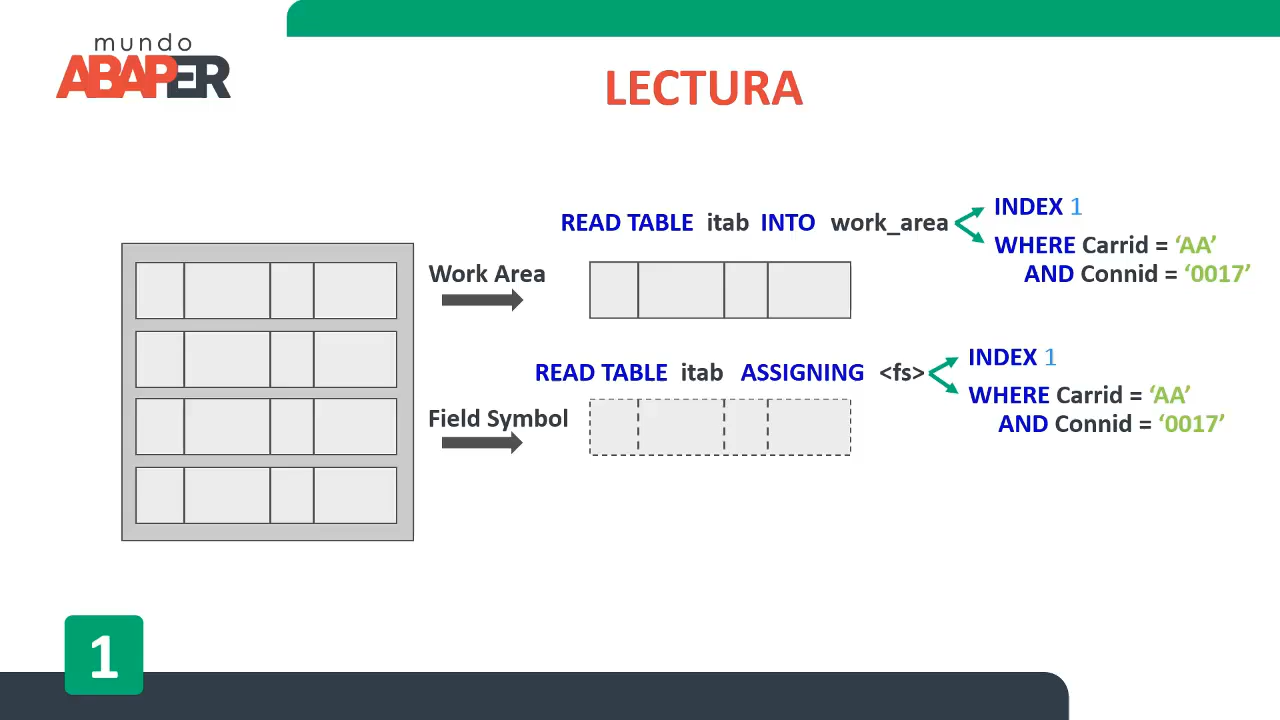 mundo
ABAPER
LECTURA
READ TABLE itab INTO work_area
INDEX 1
WHERE Carrid = ‘AA’
AND Connid = ‘0017’
Work Area
READ TABLE itab ASSIGNING <fs>
INDEX 1
WHERE Carrid = ‘AA’
AND Connid = ‘0017’
Field Symbol
1